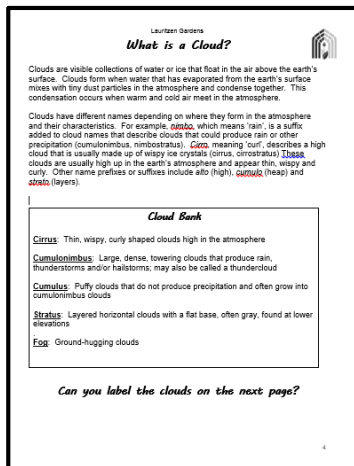 Lauritzen Gardens
What is a Cloud?
Clouds are visible collections of water or ice that float in the air above the earth's
surface. Clouds form when water that has evaporated from the earth's surface
mixes with tiny dust particles in the atmosphere and condense together. This
condensation occurs when warm and cold air meet in the atmosphere.
Clouds have different names depending on where they form in the atmosphere
and their characteristics. For example, nimbo, which means 'rain', is a suffix
added to cloud names that describe clouds that could produce rain or other
precipitation (cumulonimbus, nimbostratus). Cirro, meaning 'curl', describes a high
cloud that is usually made up of wispy ice crystals (cirrus, cirrostratus) These
clouds are usually high up in the earth's atmosphere and appear thin, wispy and
curly. Other name prefixes or suffixes include alto (high), cumulo (heap) and
strato (layers).
Cloud Bank
Cirrus: Thin, wispy, curly shaped clouds high in the atmosphere
Cumulonimbus: Large, dense, towering clouds that produce rain,
thunderstorms and/or hailstorms; may also be called a thundercloud
Cumulus: Puffy clouds that do not produce precipitation and often grow into
cumulonimbus clouds
Stratus: Layered horizontal clouds with a flat base, often gray, found at lower
elevations
.
Fog: Ground-hugging clouds
Can you label the clouds on the next page?
4